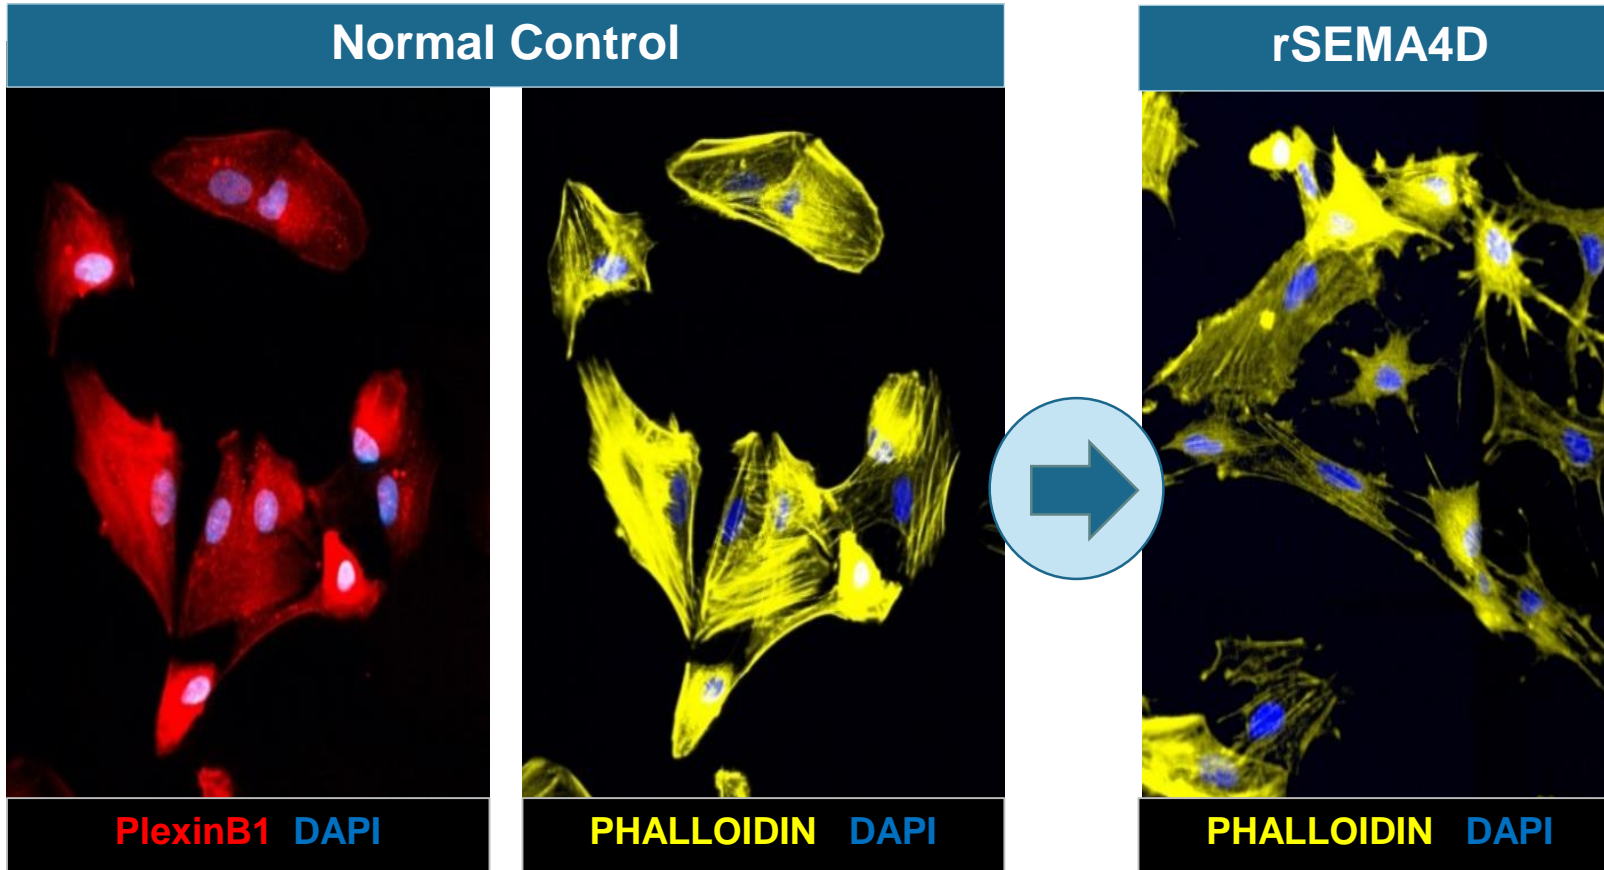 Normal Control
rSEMA4D
PlexinB1 DAPI
PHALLOIDIN DAPI
PHALLOIDIN DAPI